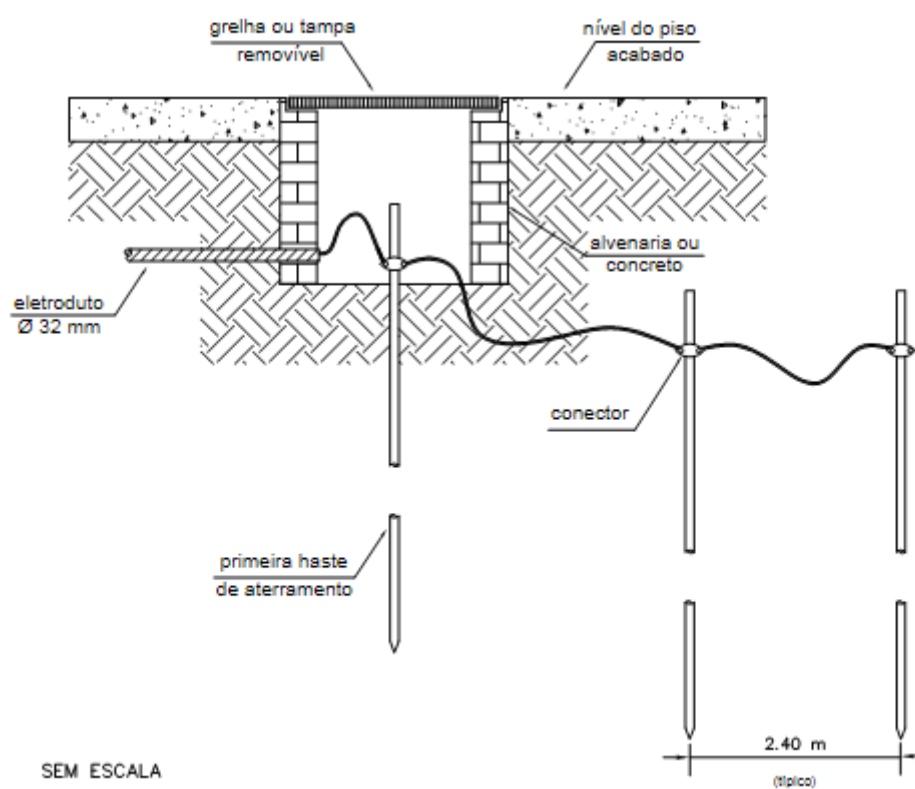 grelha ou tampa
removível
nível do piso
acabado
alvenaria ou
concreto
eletroduto
Ø 32 mm
conector
primeira haste
de aterramento
2.40 m
(típico)
SEM ESCALA